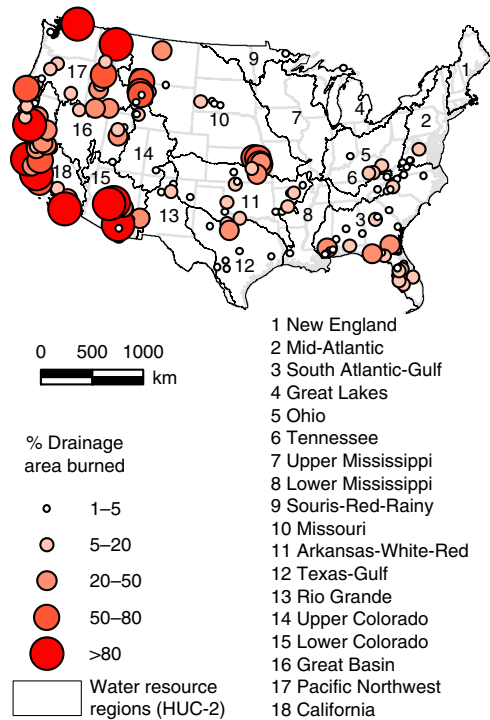 9
1
17
7
4
2
10
16
5
14
6
18
15
11
8
13
3
12
0 500 1000
km
% Drainage
area burned
1–5
5–20
20–50
50–80
>80
Water resource
regions (HUC-2)
1 New England
2 Mid-Atlantic
3 South Atlantic-Gulf
4 Great Lakes
5 Ohio
6 Tennessee
7 Upper Mississippi
8 Lower Mississippi
9 Souris-Red-Rainy
10 Missouri
11 Arkansas-White-Red
12 Texas-Gulf
13 Rio Grande
14 Upper Colorado
15 Lower Colorado
16 Great Basin
17 Pacific Northwest
18 California